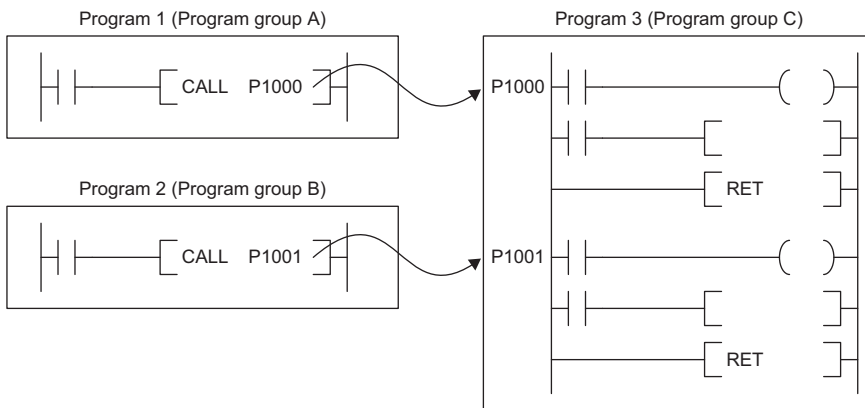 Program 1 (Program group A)
CALL P1000
Program 2 (Program group B)
CALL P1001
Program 3 (Program group C)
P1000
RET
P1001
RET